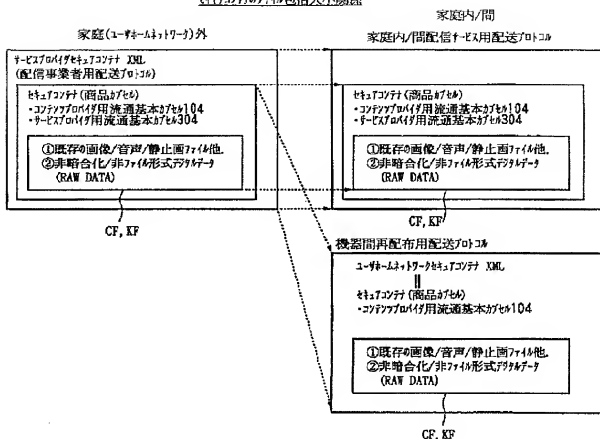 家庭内/間
家庭(ユーザホームネットワーク)外
家庭内/間配信サービス用配送プロトコル
サービスプロバイダセキュアコンテナ XML
(配信事業者用配送プロトコル)
セキュアコンテナ(商品カプセル)
・コンテンツプロバイダ用流通基本カプセル104
・サービスプロバイダ用流通基本カプセル304
①既存の画像/音声/静止画ファイル他.
②非暗合化/非ファイル形式デジタルデータ
(RAW DATA)
CF, KF
セキュアコンテナ(商品カプセル)
・コンテンツプロバイダ用流通基本カプセル104
・サービスプロバイダ用流通基本カプセル304
①既存の画像/音声/静止画ファイル他.
②非暗合化/非ファイル形式デジタルデータ
(RAW DATA)
CF, KF
機器間再配布用配送プロトコル
ユーザホームネットワークセキュアコンテナ XML
||
セキュアコンテナ(商品カプセル)
・コンテンツプロバイダ用流通基本カプセル104
①既存の画像/音声/静止画ファイル他.
②非暗合化/非ファイル形式デジタルデータ
(RAW DATA)
CF, KF